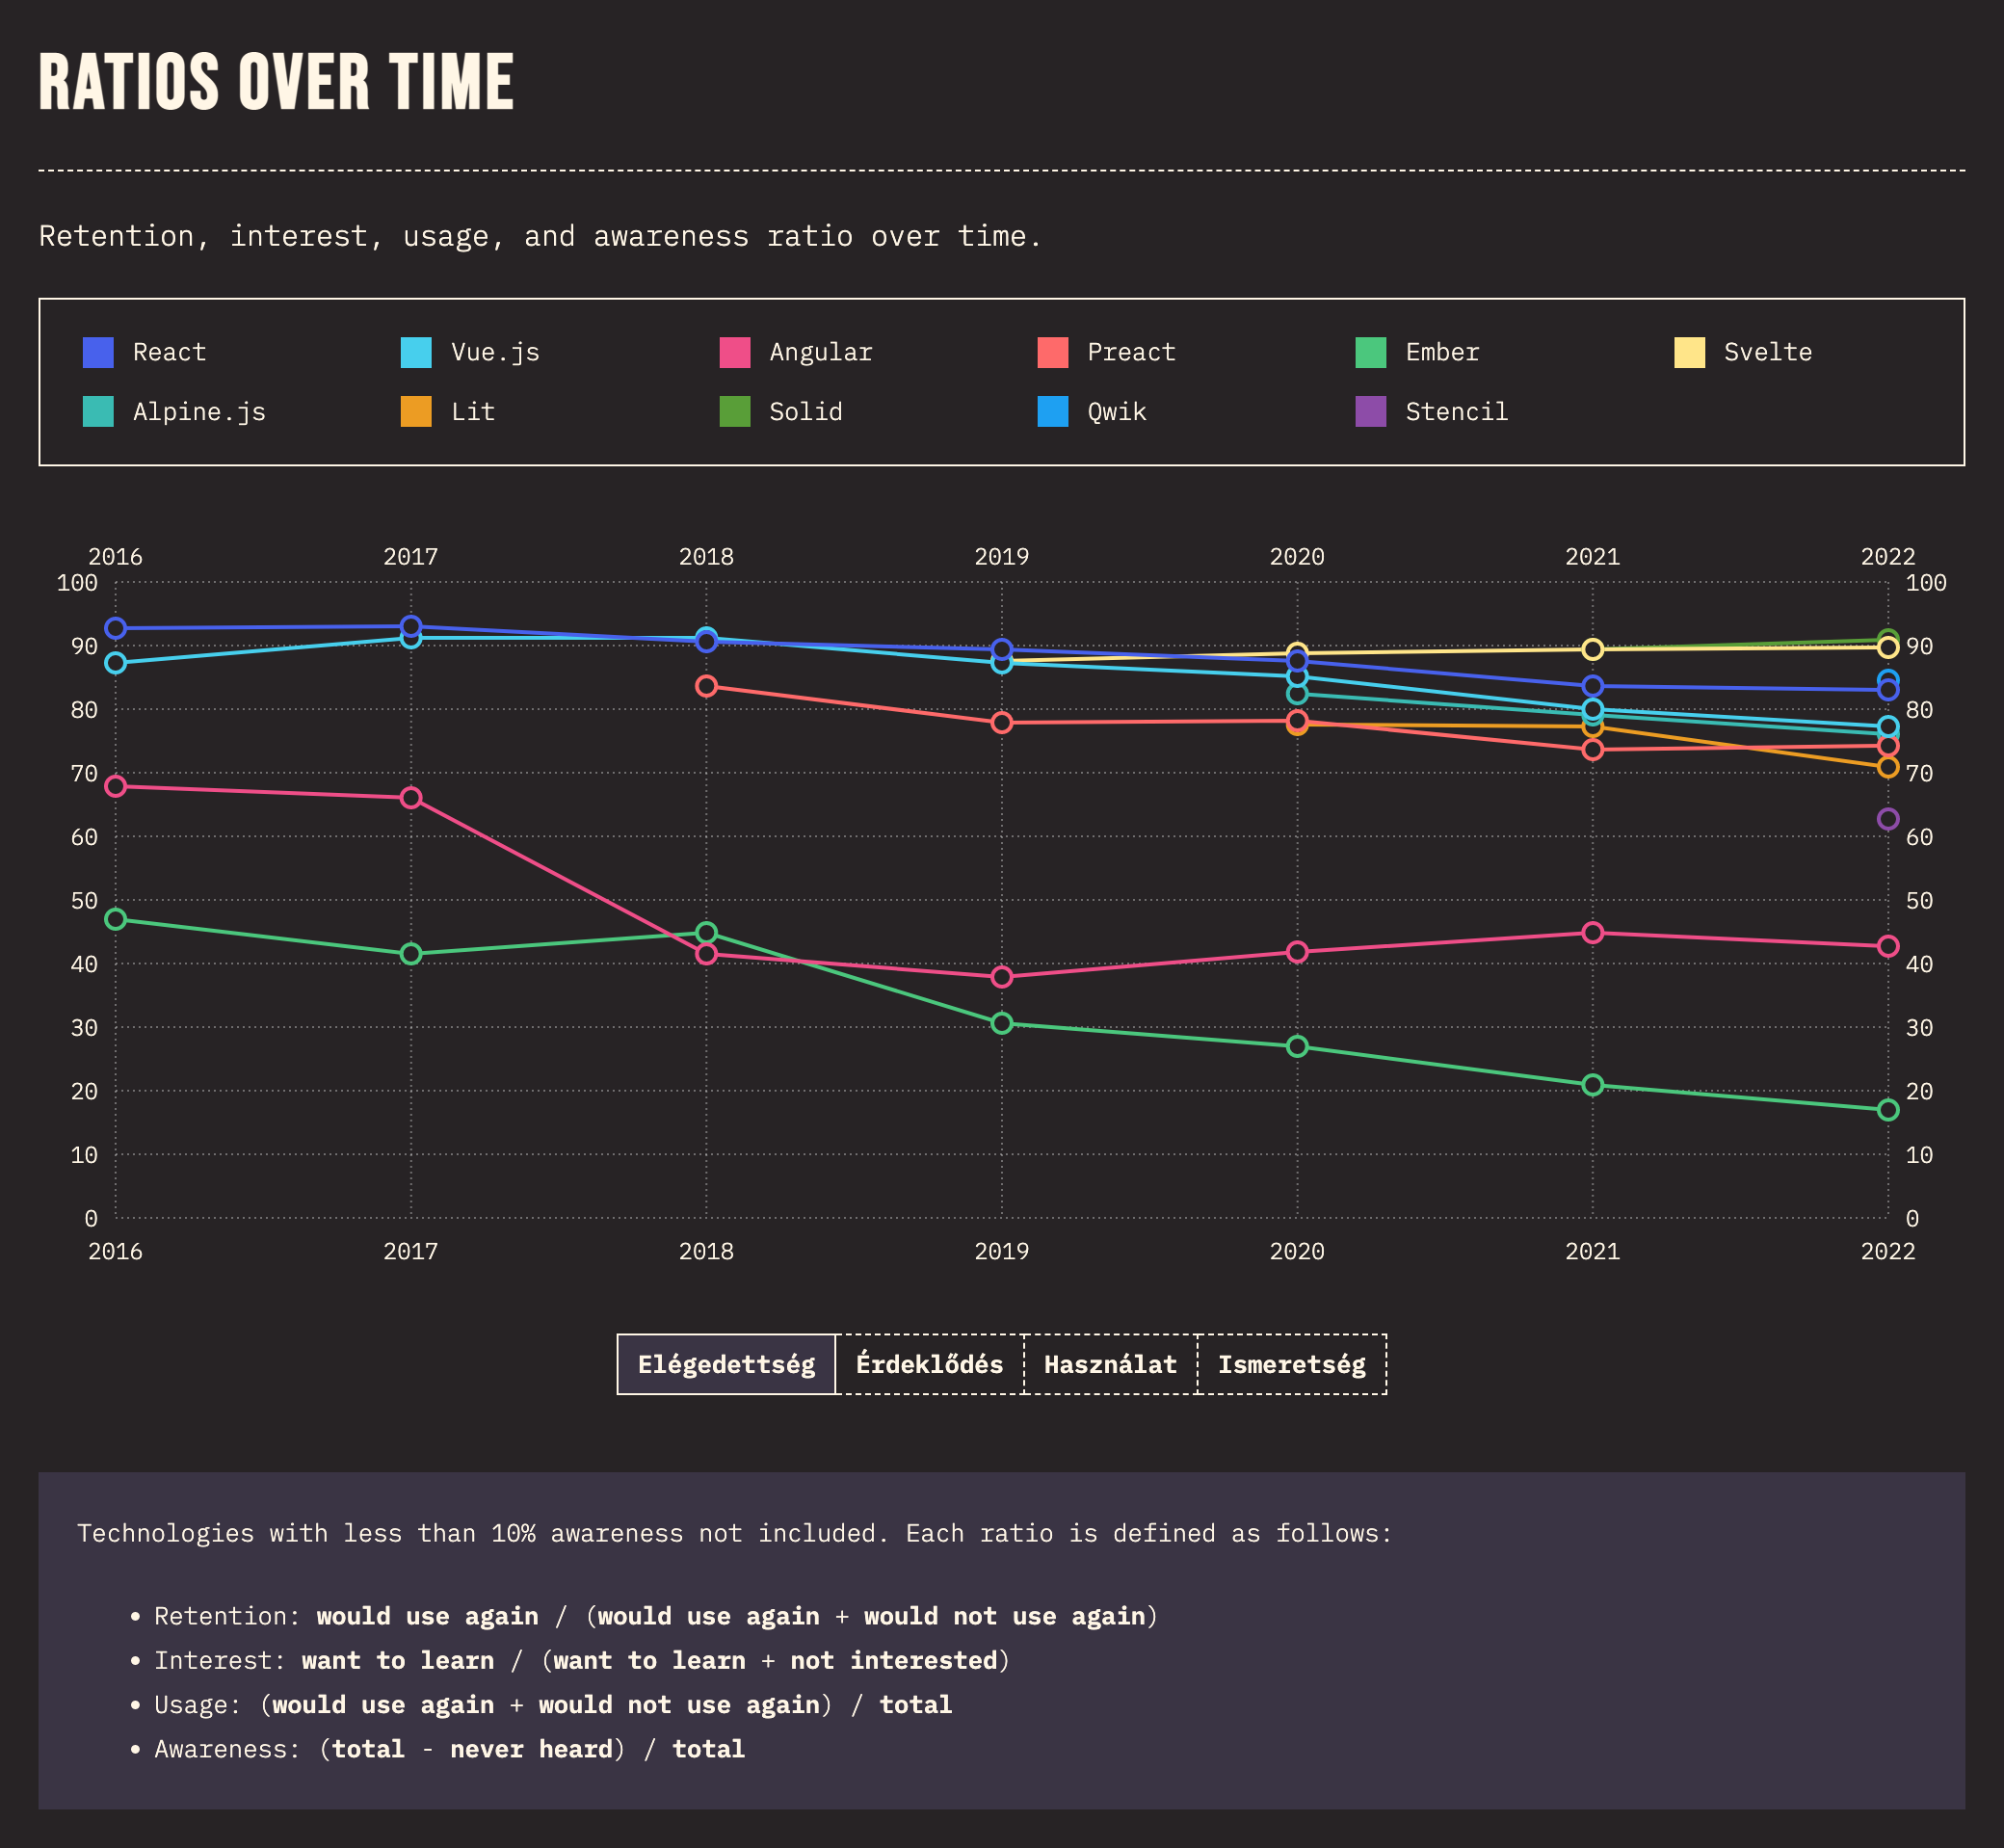 RATIOS OVER TIME
Retention, interest, usage, and awareness ratio over time.
React Vue.js Angular Preact Ember Svelte
Alpine.js Lit Solid Qwik Stencil
2016 2017 2018 2019 2020 2021 2022
100 100
90 90
80 80
70 70
60 60
50 50
40 40
30 30
20 20
10 10
0 0
2016 2017 2018 2019 2020 2021 2022
Elégedettség Érdeklődés Használat Ismeretség
Technologies with less than 10% awareness not included. Each ratio is defined as follows:
• Retention: would use again / (would use again + would not use again)
• Interest: want to learn / (want to learn + not interested)
• Usage: (would use again + would not use again) / total
• Awareness: (total - never heard) / total